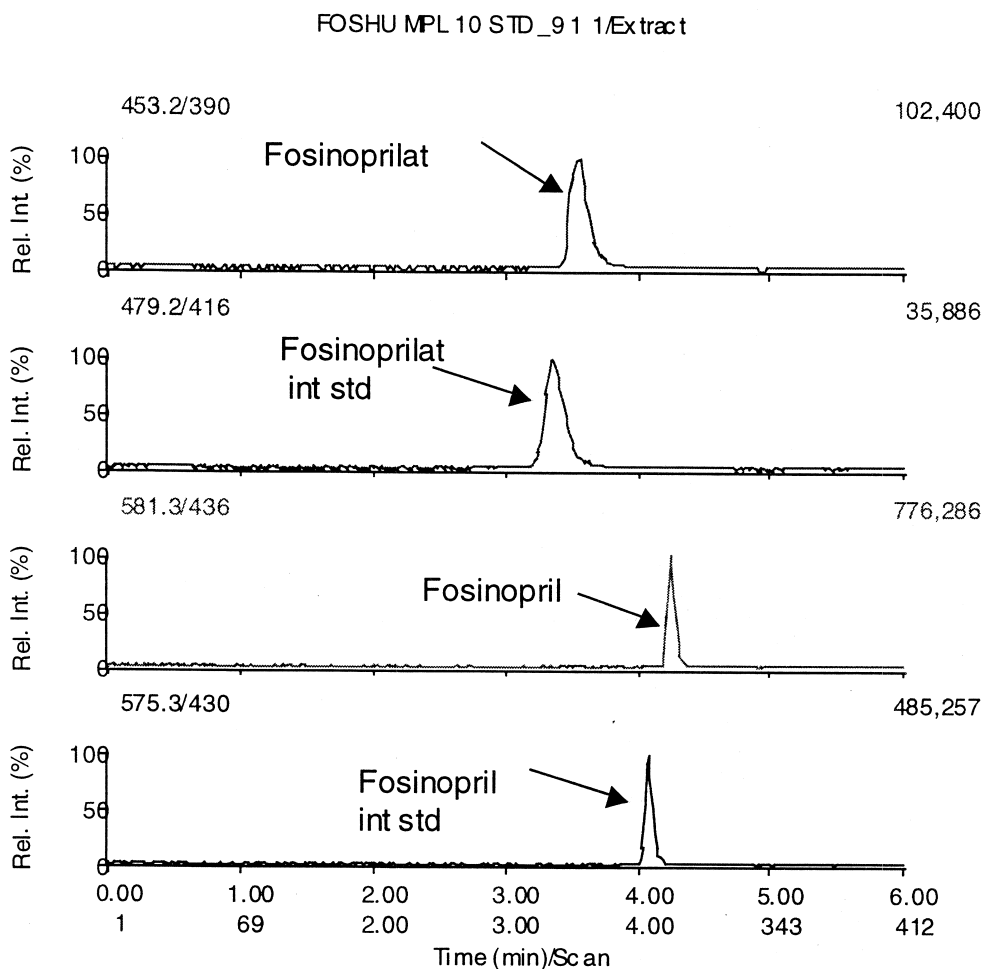 FOSHU MPL 10 STD_9 1 1/Extract
453.2/390 102,400
Rel. Int. (%)
100
50
0
Fosinoprilat
479.2/416 35,886
Rel. Int. (%)
100
50
0
Fosinoprilat
int std
581.3/436 776,286
Rel. Int. (%)
100
50
0
Fosinopril
575.3/430 485,257
Rel. Int. (%)
100
50
0
Fosinopril
int std
0.00 1.00 2.00 3.00 4.00 5.00 6.00
1 69 2.00 3.00 4.00 343 412
Time (min)/Scan